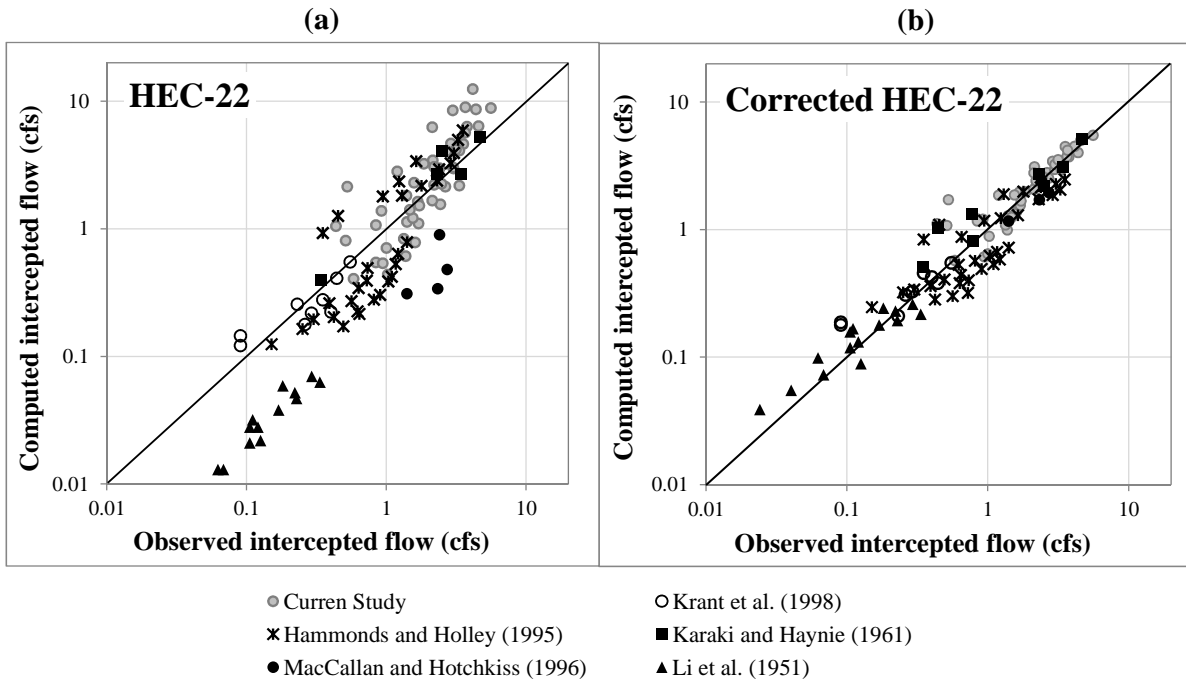 (a)
(b)
HEC-22
Corrected HEC-22
Computed intercepted flow (cfs)
10
1
0.1
0.01
0.01
0.1
1
10
Observed intercepted flow (cfs)
Computed intercepted flow (cfs)
10
1
0.1
0.01
0.01
0.1
1
10
Observed intercepted flow (cfs)
Curren Study
Krant et al. (1998)
Hammonds and Holley (1995)
Karaki and Haynie (1961)
MacCallan and Hotchkiss (1996)
Li et al. (1951)